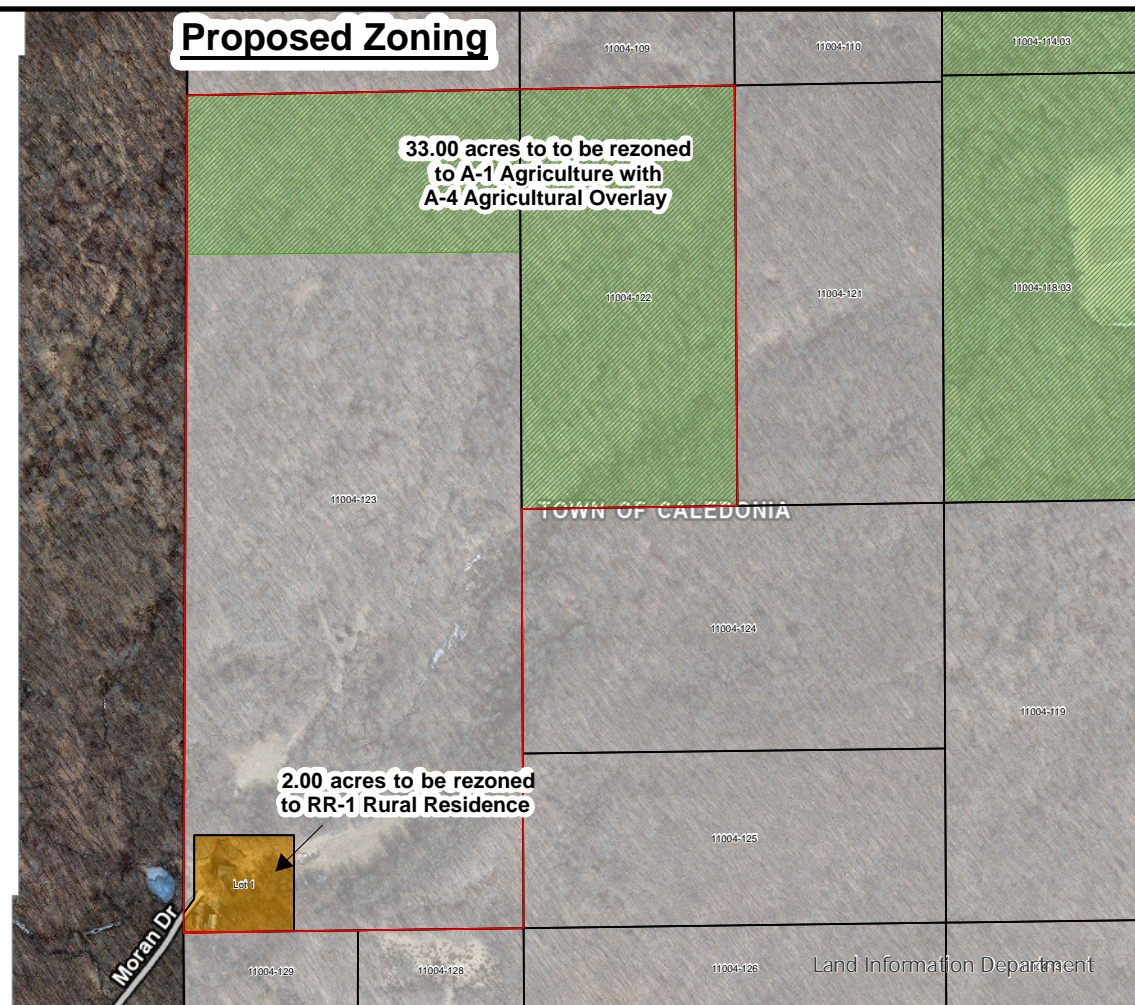 Proposed Zoning
11004-109
11004-110
11004-114.03
33.00 acres to to be rezoned
to A-1 Agriculture with
A-4 Agricultural Overlay
11004-122
11004-121
11004-118.03
11004-123
TOWN OF CALEDONIA
11004-124
11004-119
2.00 acres to be rezoned
to RR-1 Rural Residence
11004-125
Lot 1
Moran Dr
11004-129
11004-128
11004-126
Land Information Department